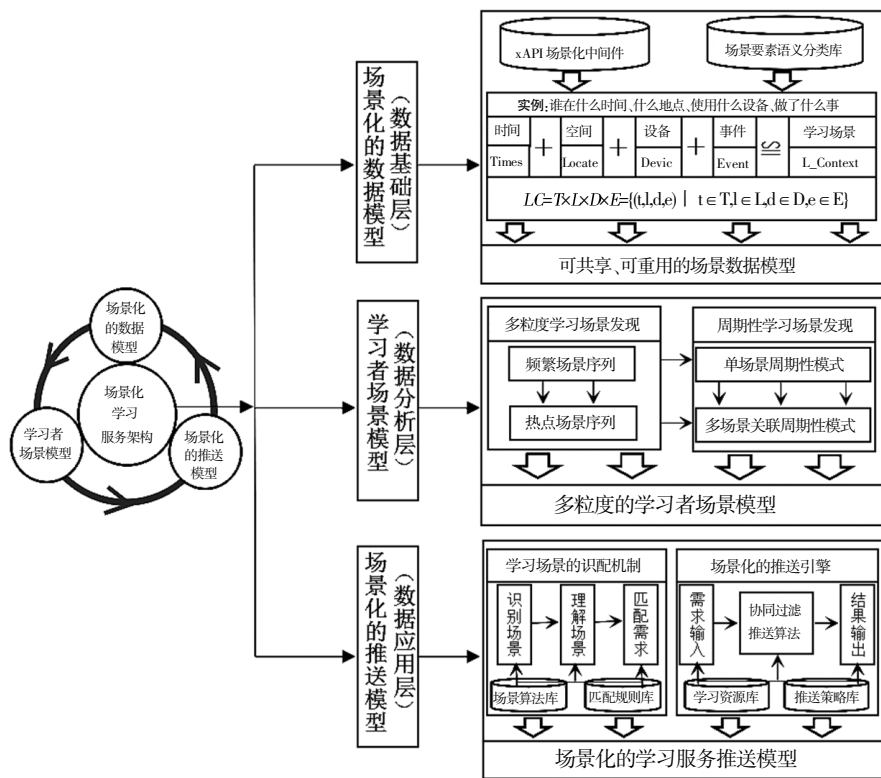 场景化的数据模型
学习者场景模型
场景化学习服务架构
场景化的推送模型
场景化的数据模型
（数据基础层）
xAPI 场景化中间件
场景要素语义分类库
实例:谁在什么时间、什么地点、使用什么设备、做了什么事
时间 + 空间 + 设备 + 事件 ≌ 学习场景
Times Locate Devic Event L_Context
LC=T×L×D×E={(t,l,d,e) | t∈T,l∈L,d∈D,e∈E}
可共享、可重用的场景数据模型
学习者场景模型
（数据分析层）
多粒度学习场景发现
频繁场景序列
热点场景序列
周期性学习场景发现
单场景周期性模式
多场景关联周期性模式
多粒度的学习者场景模型
场景化的推送模型
（数据应用层）
学习场景的识配机制
识别场景
理解场景
匹配需求
场景算法库
匹配规则库
场景化的推送引擎
需求输入
协同过滤
推送算法
结果输出
学习资源库
推送策略库
场景化的学习服务推送模型